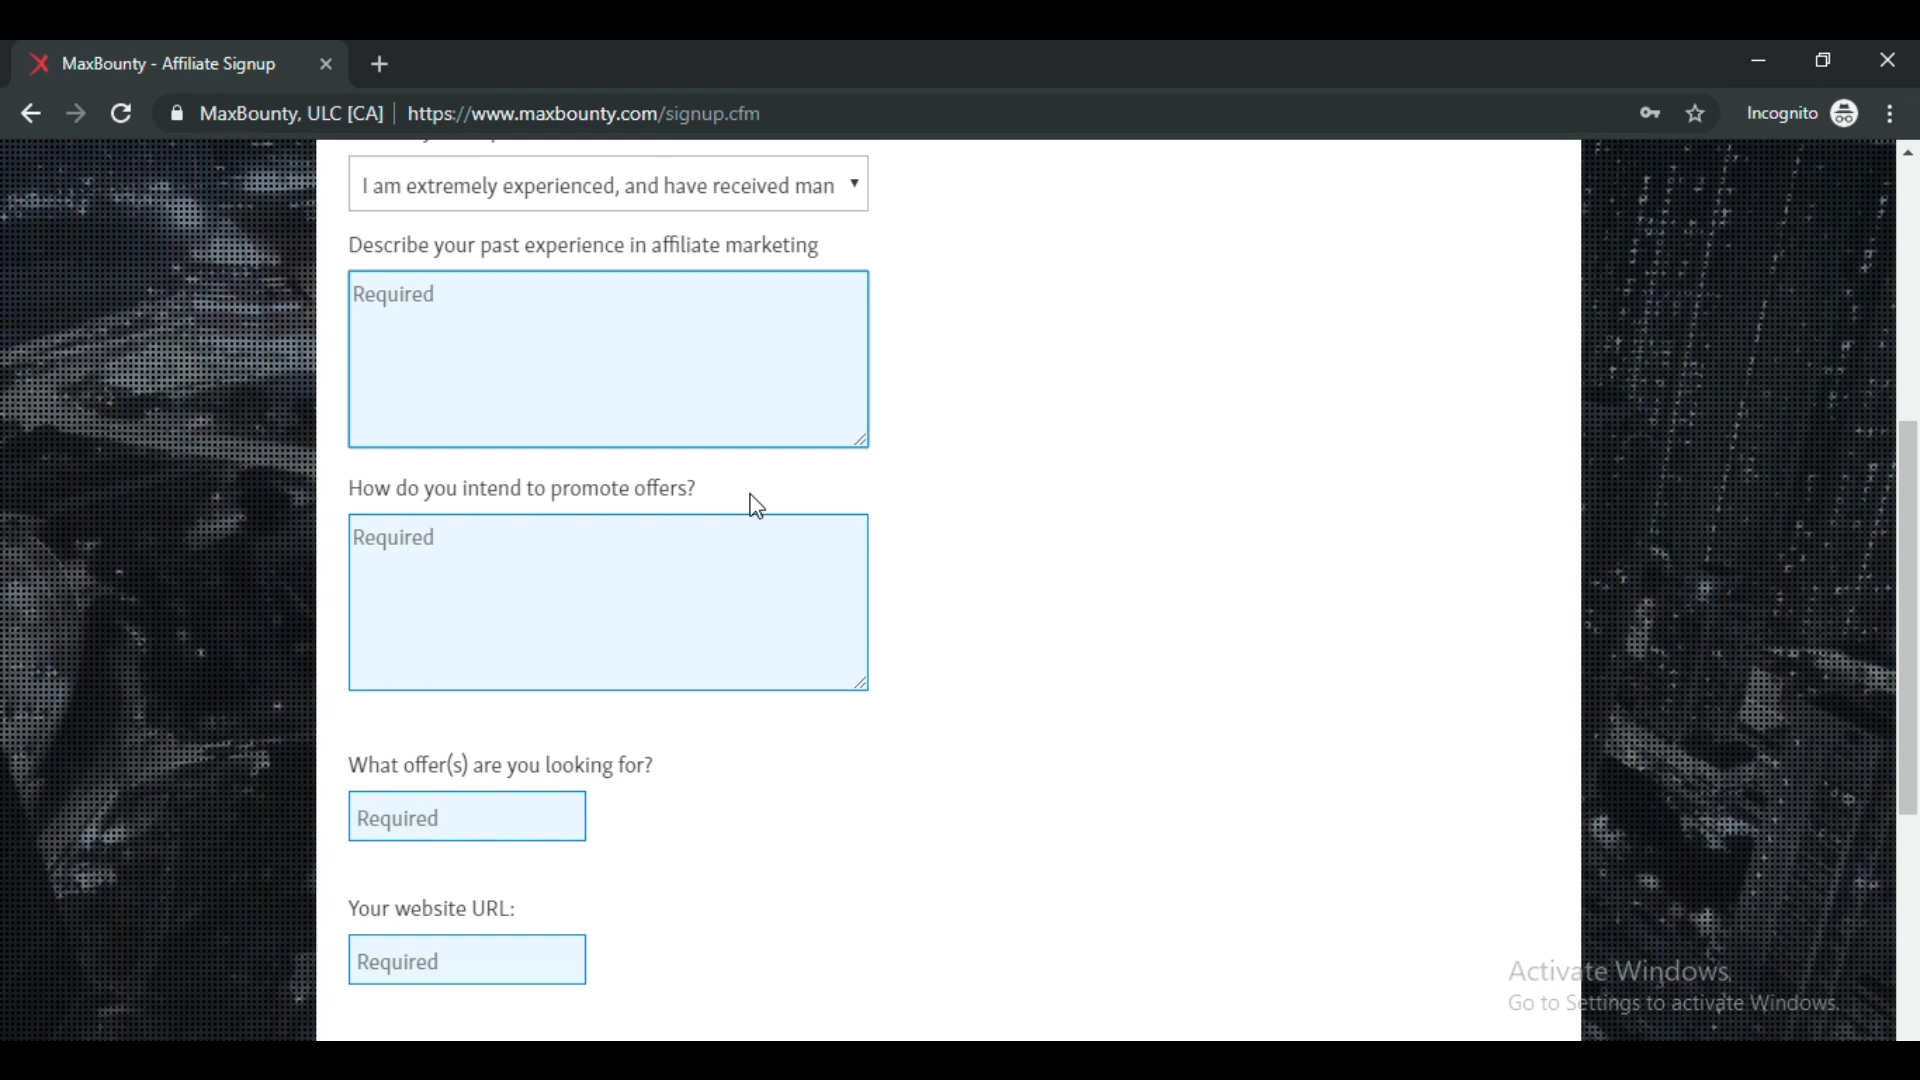 MaxBounty - Affiliate Signup
MaxBounty, ULC [CA] https://www.maxbounty.com/signup.cfm
Incognito
I am extremely experienced, and have received man
Describe your past experience in affiliate marketing
Required
How do you intend to promote offers?
Required
What offer(s) are you looking for?
Required
Your website URL:
Required
Activate Windows
Go to Settings to activate Windows.